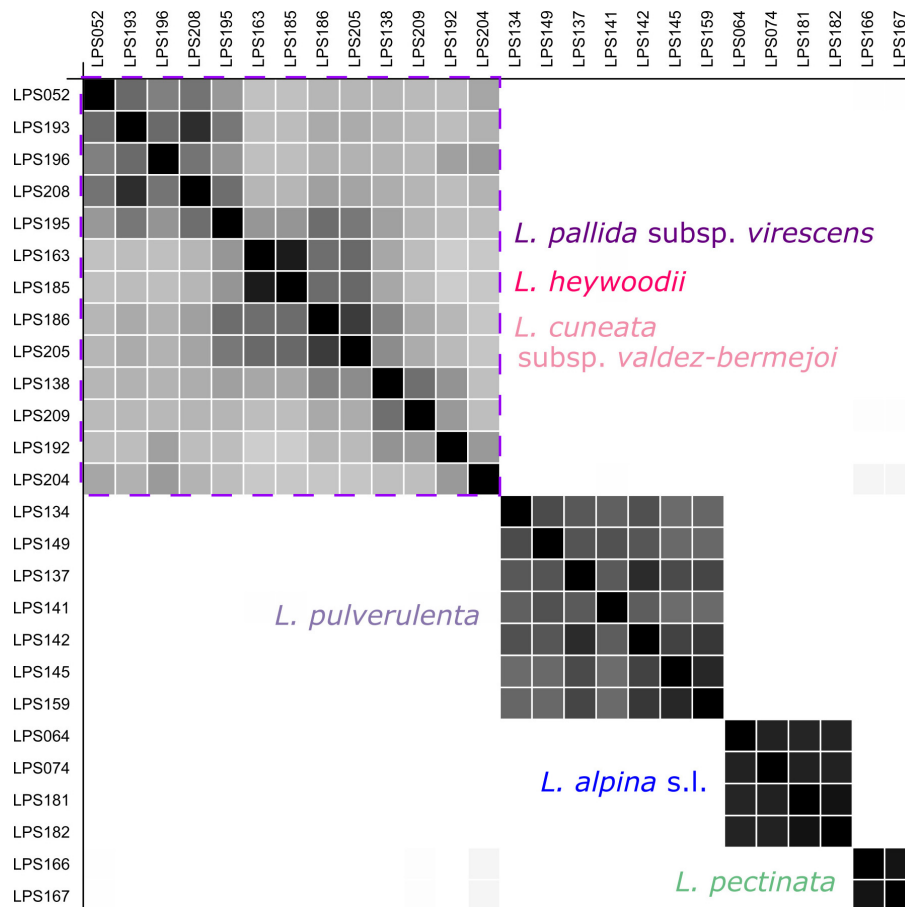 LPS052 LPS193 LPS196 LPS208 LPS195 LPS163 LPS185 LPS186 LPS205 LPS138 LPS209 LPS192 LPS204 LPS134 LPS149 LPS137 LPS141 LPS142 LPS145 LPS159 LPS064 LPS074 LPS181 LPS182 LPS166 LPS167
LPS052
LPS193
LPS196
LPS208
LPS195
L. pallida subsp. virescens
LPS163
L. heywoodii
LPS185
LPS186
L. cuneata
LPS205
subsp. valdez-bermejoi
LPS138
LPS209
LPS192
LPS204
LPS134
LPS149
LPS137
LPS141
L. pulverulenta
LPS142
LPS145
LPS159
LPS064
LPS074
L. alpina s.l.
LPS181
LPS182
LPS166
L. pectinata
LPS167